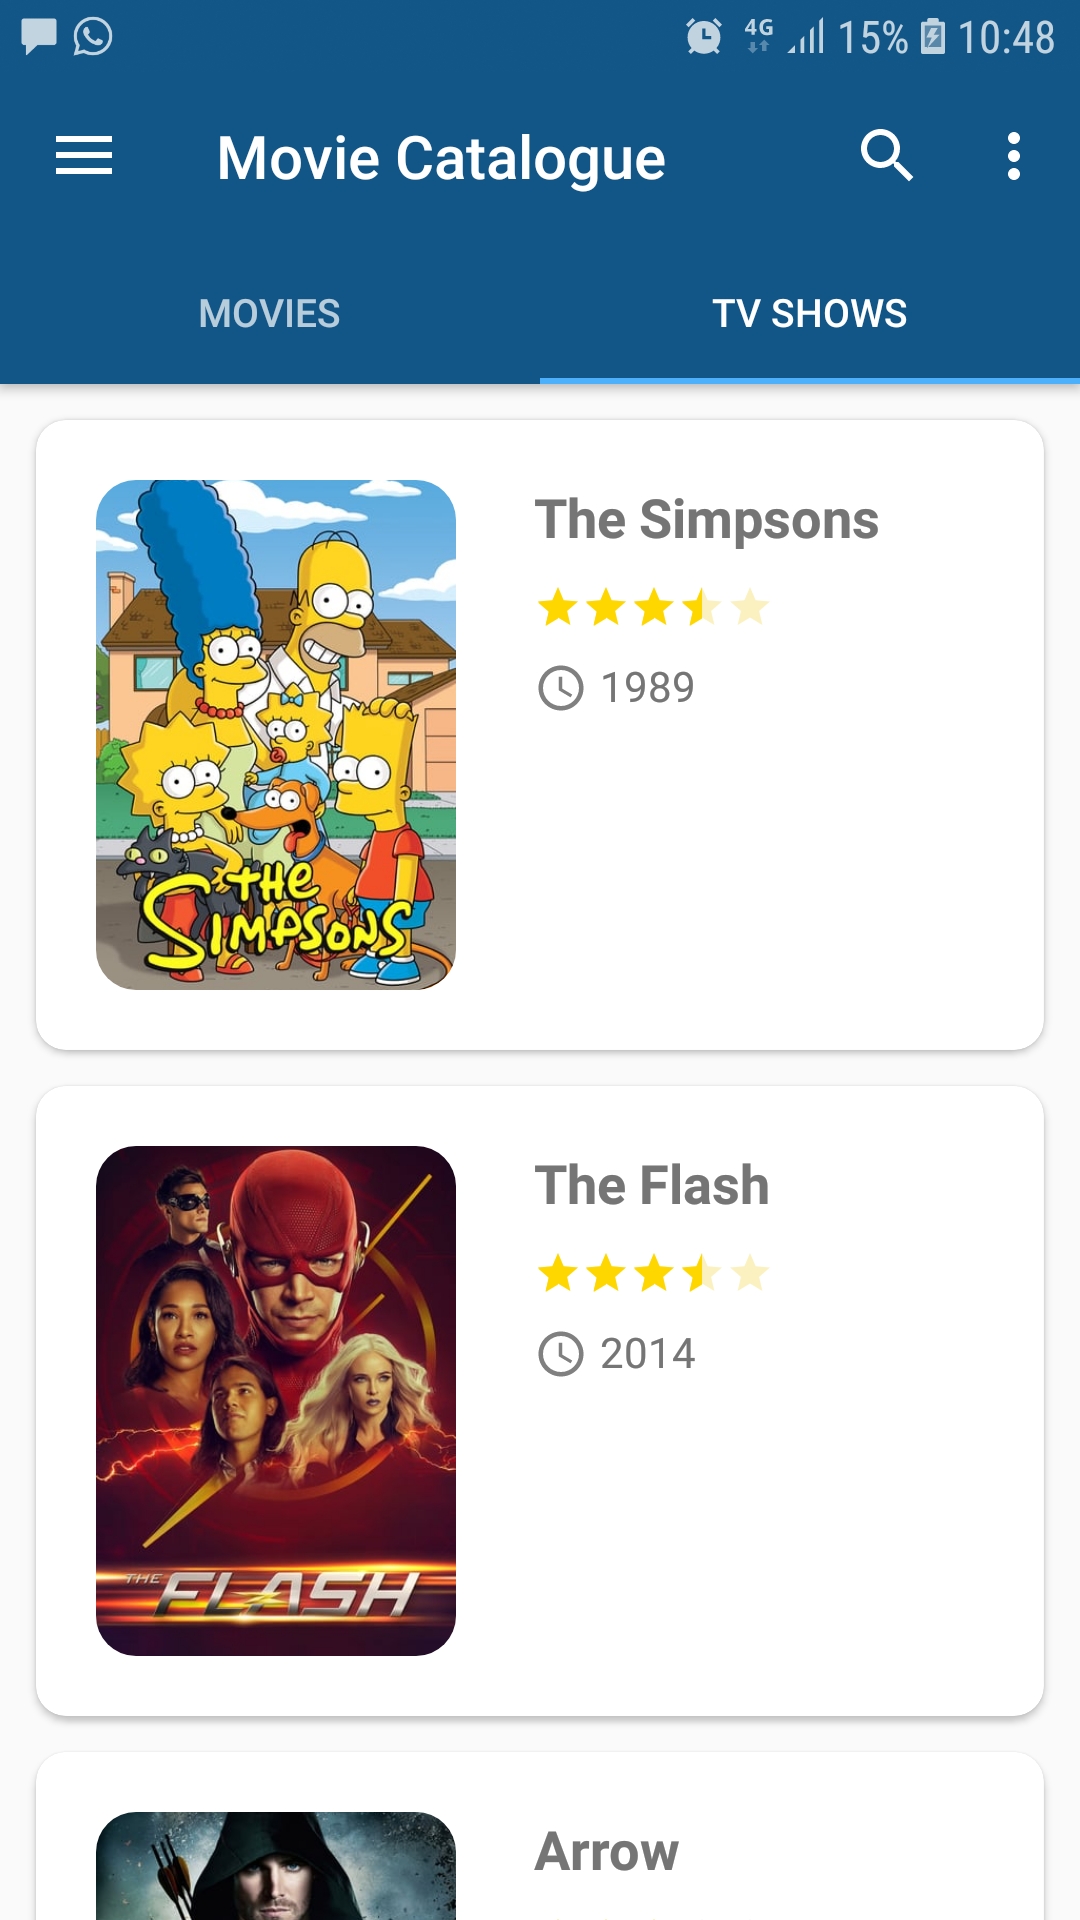 4G 15% 10:48
Movie Catalogue
MOVIES TV SHOWS
The Simpsons
1989
THE
SIMPSONS
The Flash
2014
THE FLASH
Arrow